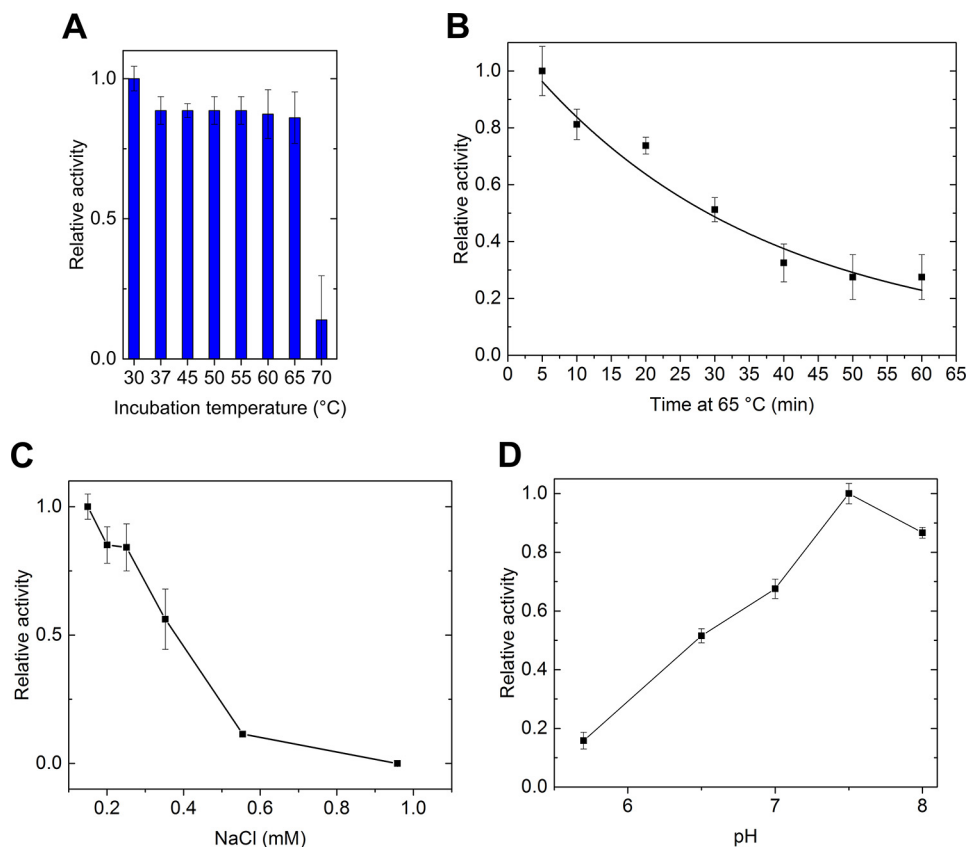 A
Relative activity
1.0
0.5
0.0
30 37 45 50 55 60 65 70
Incubation temperature (°C)
B
Relative activity
1.0
0.8
0.6
0.4
0.2
0.0
0 5 10 15 20 25 30 35 40 45 50 55 60 65
Time at 65 °C (min)
C
Relative activity
1.0
0.5
0.0
0.2 0.4 0.6 0.8 1.0
NaCl (mM)
D
Relative activity
1.0
0.8
0.6
0.4
0.2
0.0
6 7 8
pH